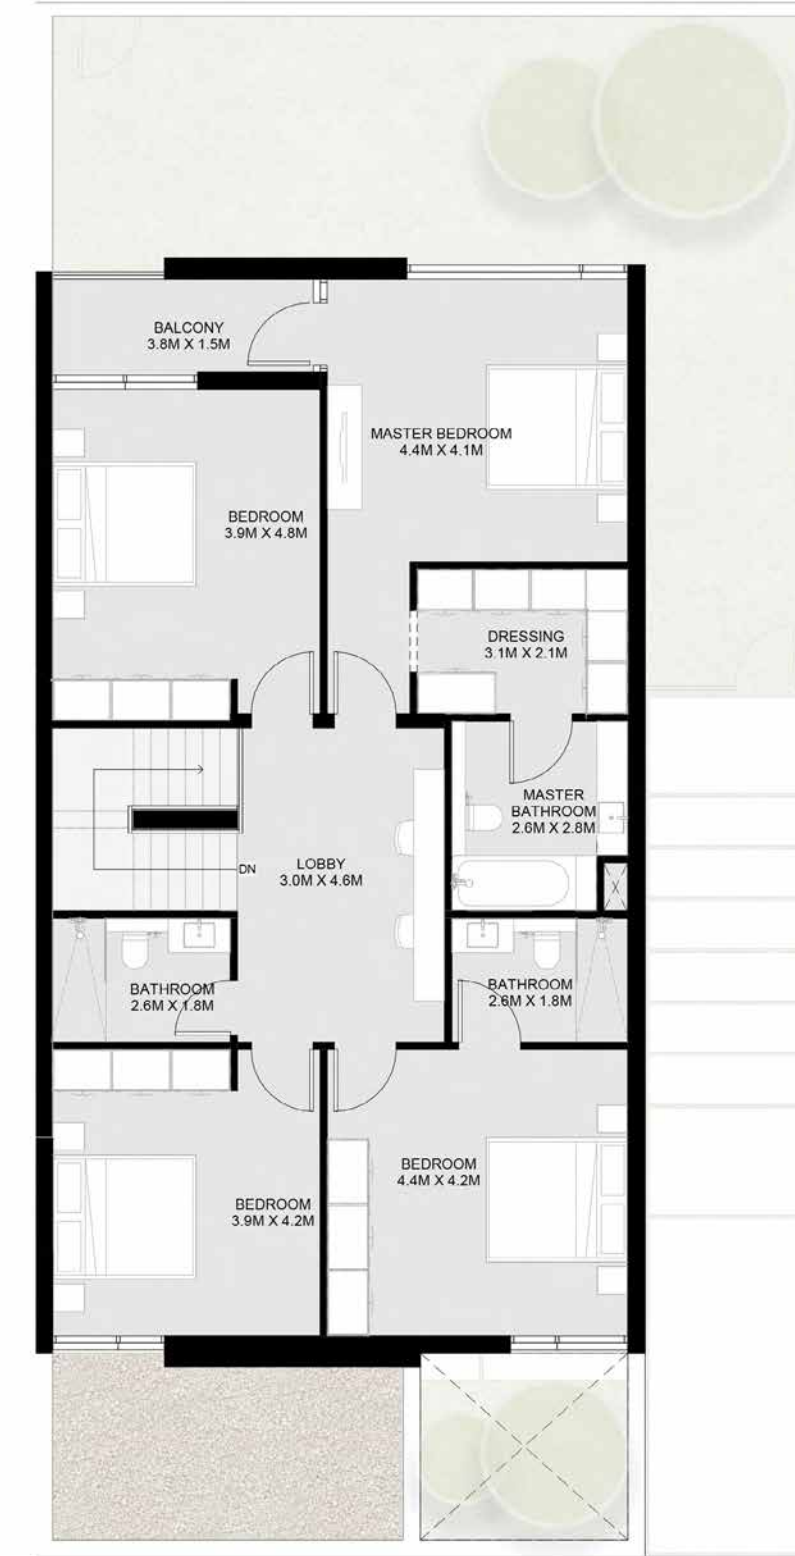 BALCONY
3.8M X 1.5M
MASTER BEDROOM
4.4M X 4.1M
BEDROOM
3.9M X 4.8M
DRESSING
3.1M X 2.1M
MASTER
BATHROOM
2.6M X 2.8M
LOBBY
3.0M X 4.6M
DN
BATHROOM
2.6M X 1.8M
BATHROOM
2.6M X 1.8M
BEDROOM
4.4M X 4.2M
BEDROOM
3.9M X 4.2M